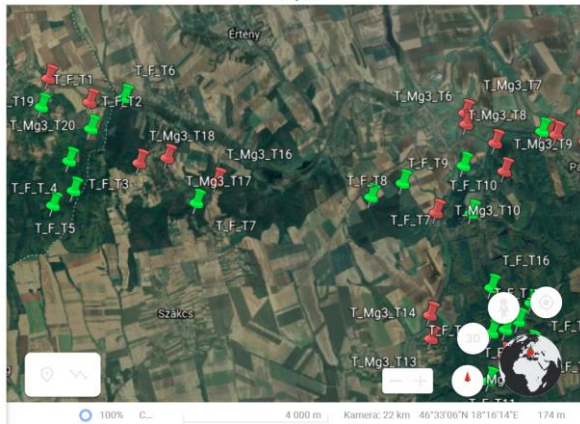 Értény
T_F_T6
T_F_T1
_T19
T_F_T2
T_Mg3_T20
T_Mg3_T18
T_Mg3_T16
T_F_T_4
T_F_T3
T_Mg3_T17
T_F_T5
T_F_T7
T_Mg3_T7
T_Mg3_T6
T_Mg3_T8
T_Mg3_T9
T_F_T9
T_F_T8
T_F_T10
T_F_T7
T_Mg3_T10
T_F_T16
Szakcs
T_Mg3_T14
T_Mg3_T13
3D
100% C... 4 000 m Kamera: 22 km 46°33'06"N 18°16'14"E 174 m